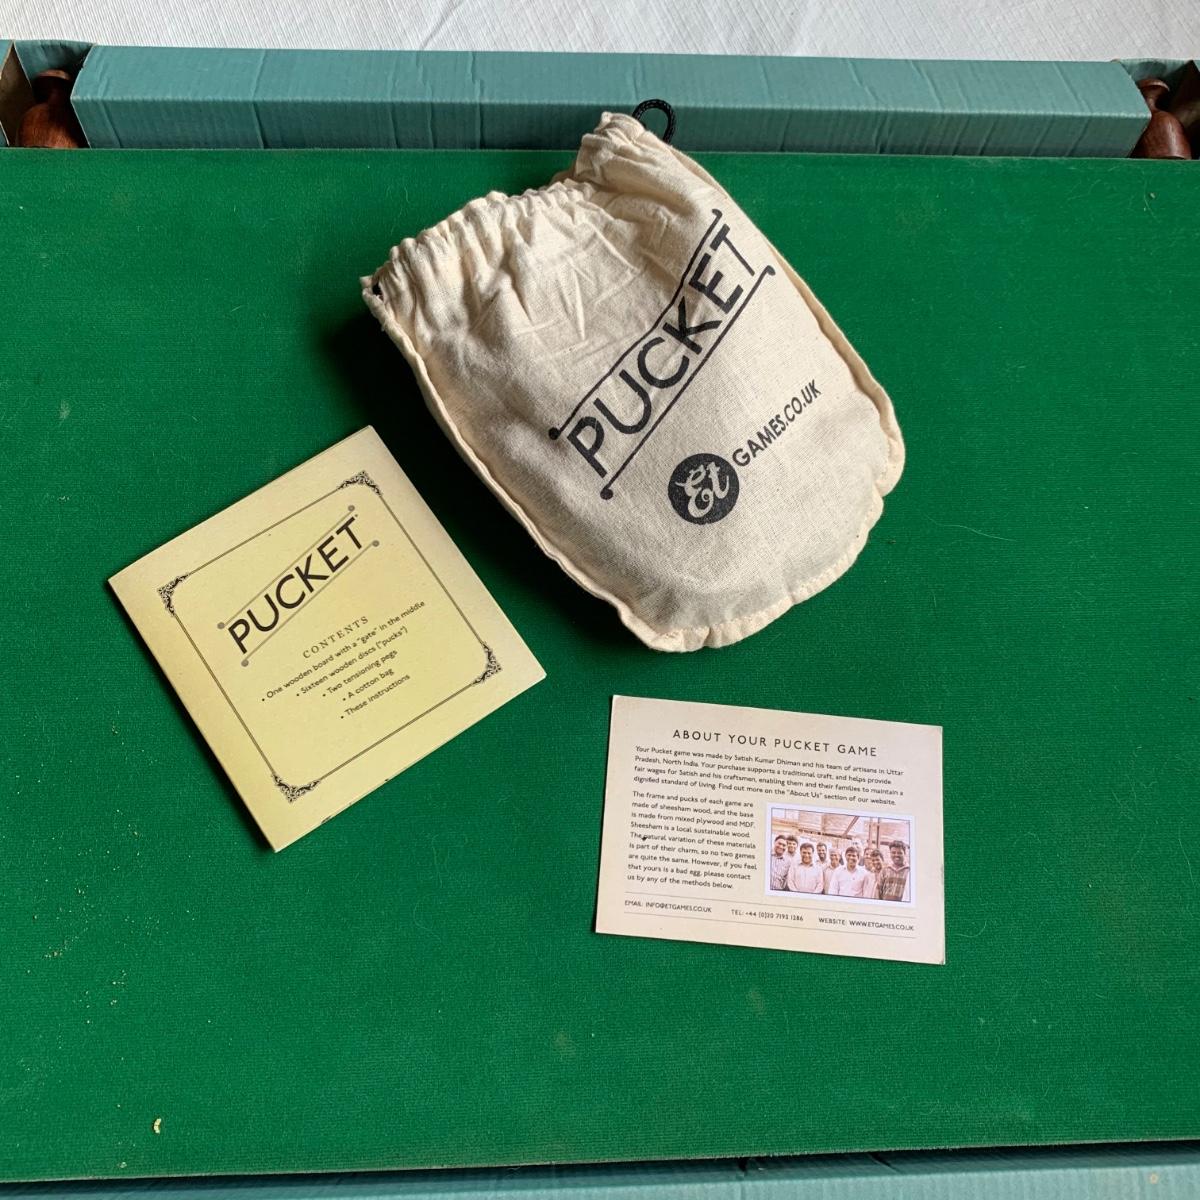 PUCKET
Et GAMES.CO.UK
PUCKET
CONTENTS
• One wooden board with a "gate" in the middle
• Sixteen wooden discs ("pucks")
• Two tensioning pegs
• A cotton bag
• These instructions
ABOUT YOUR PUCKET GAME
Your Pucket game was made by Satish Kumar Dhiman and his team of artisans in Uttar
Pradesh, North India. Your purchase supports a traditional craft, and helps provide
fair wages for Satish and his craftsmen, enabling them and their families to maintain a
dignified standard of living. Find out more on the "About Us" section of our website.
The frame and pucks of each game are
made of sheesham wood, and the base
is made from mixed plywood and MDF.
Sheesham is a local sustainable wood.
The natural variation of these materials
is part of their charm, so no two games
are quite the same. However, if you feel
that yours is a bad egg, please contact
us by any of the methods below.
EMAIL: INFO@ETGAMES.CO.UK TEL: +44 (0)20 7193 1286 WEBSITE: WWW.ETGAMES.CO.UK